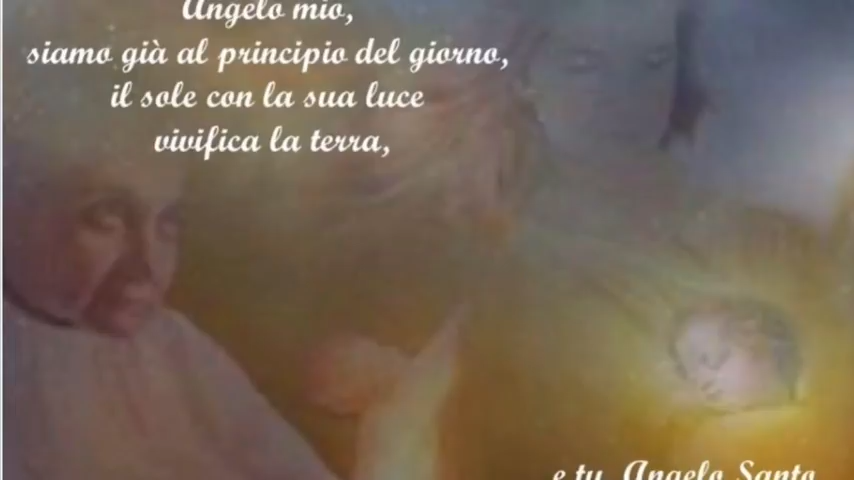 Angelo mio,
siamo già al principio del giorno,
il sole con la sua luce
vivifica la terra,
e tu, Angelo Santo